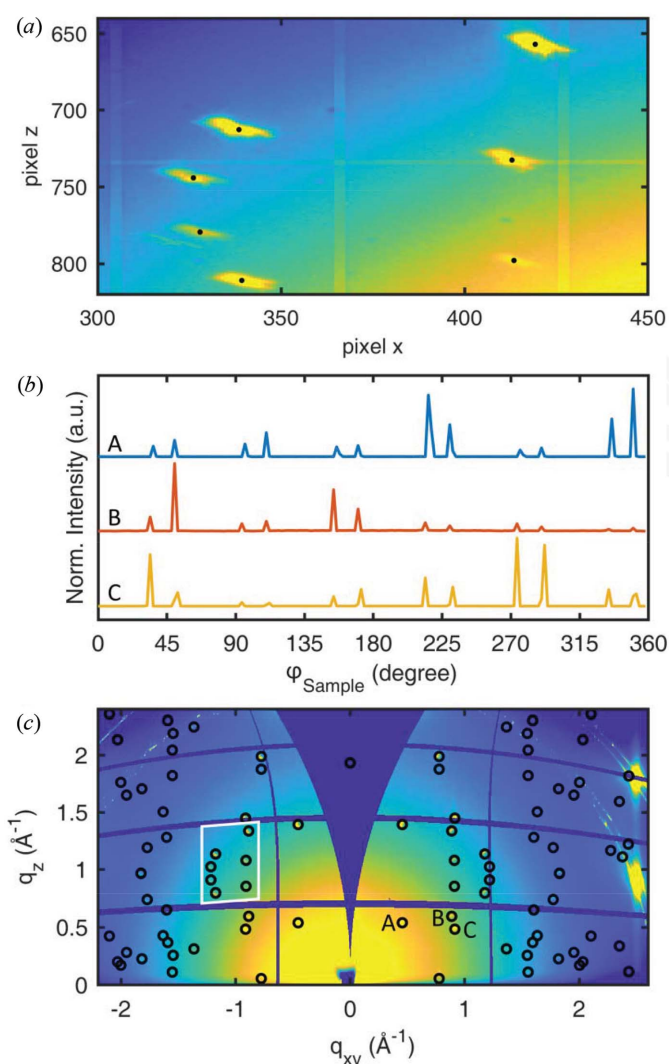 (a)
650
700
750
800
pixel z
300 350 400 450
pixel x
(b)
Norm. Intensity (a.u.)
A
B
C
0 45 90 135 180 225 270 315 360
φSample (degree)
(c)
2
1.5
1
0.5
0
qz (Å-1)
A B C
-2 -1 0 1 2
qxy (Å-1)